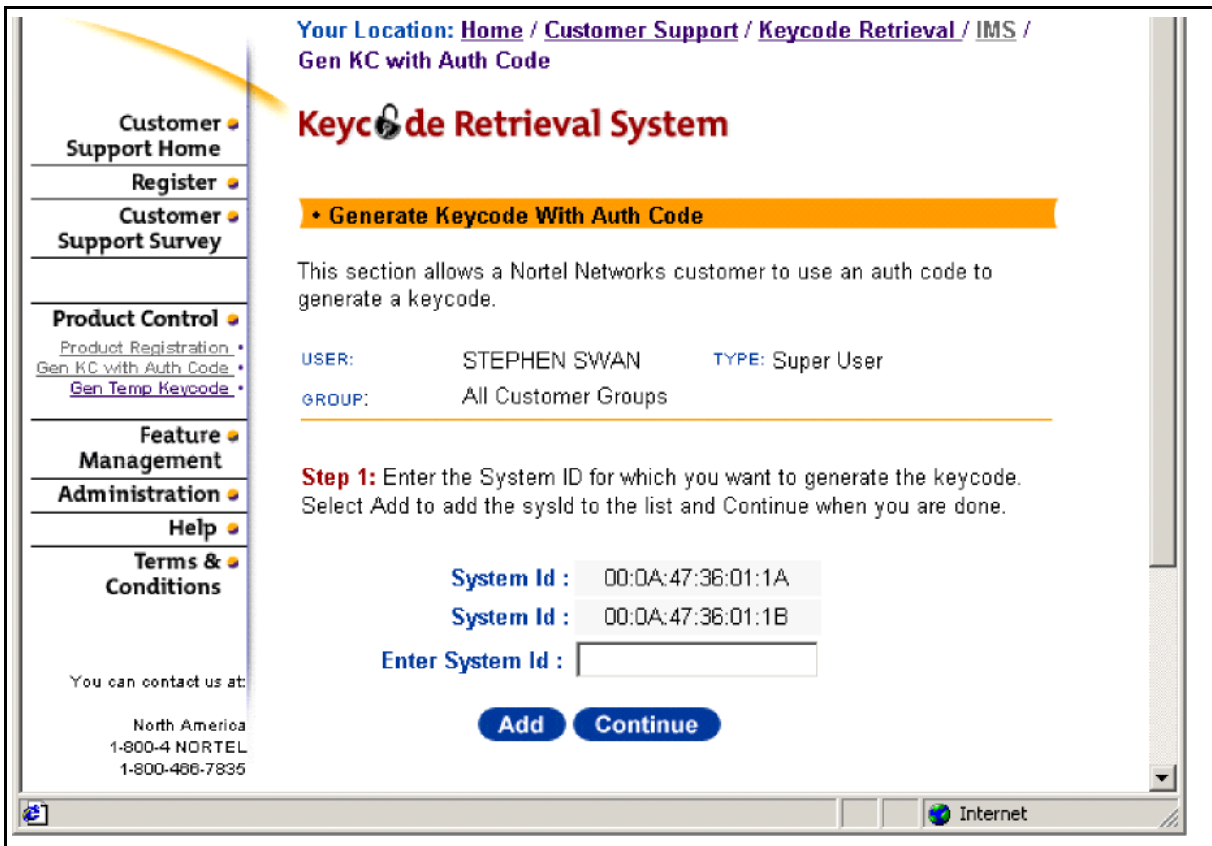 Your Location: Home / Customer Support / Keycode Retrieval / IMS /
Gen KC with Auth Code
Keycode Retrieval System
Customer
Support Home
Register
Customer
Support Survey
Product Control
Product Registration
Gen KC with Auth Code
Gen Temp Keycode
Feature
Management
Administration
Help
Terms &
Conditions
You can contact us at:
North America
1-800-4 NORTEL
1-800-466-7835
• Generate Keycode With Auth Code
This section allows a Nortel Networks customer to use an auth code to
generate a keycode.
USER: STEPHEN SWAN TYPE: Super User
GROUP: All Customer Groups
Step 1: Enter the System ID for which you want to generate the keycode.
Select Add to add the sysId to the list and Continue when you are done.
System Id : 00:0A:47:36:01:1A
System Id : 00:0A:47:36:01:1B
Enter System Id :
Add Continue
Internet